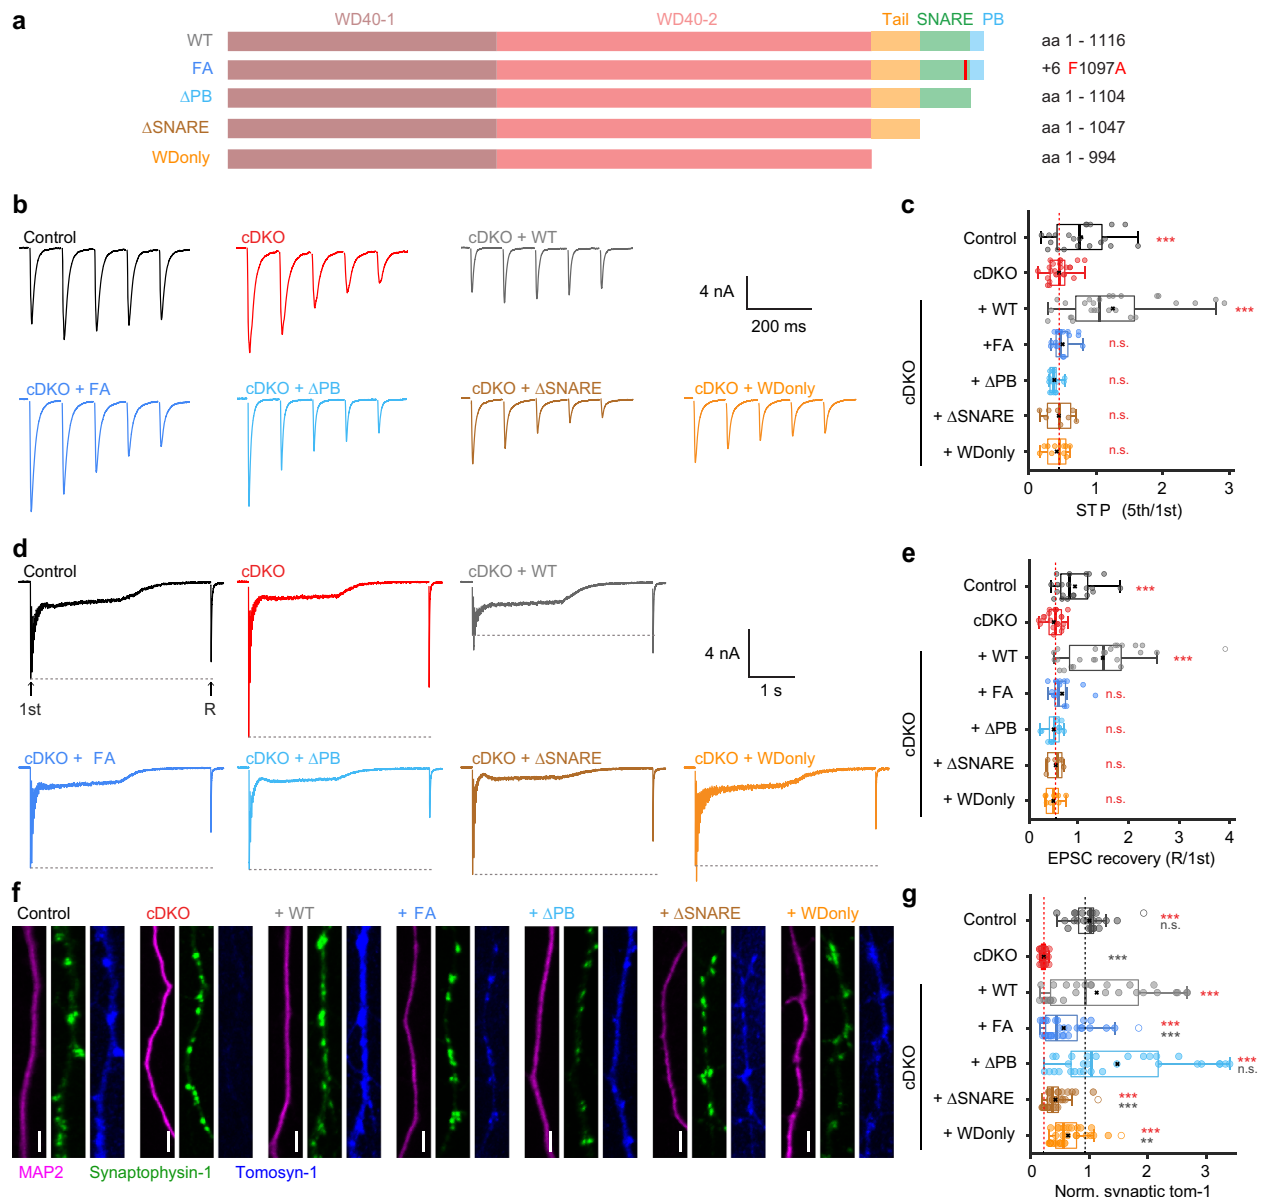 a
WD40-1 WD40-2 Tail SNARE PB
WT aa 1 - 1116
FA +6 F1097A
ΔPB aa 1 - 1104
ΔSNARE aa 1 - 1047
WDonly aa 1 - 994
b
Control cDKO cDKO + WT
4 nA
200 ms
cDKO + FA cDKO + ΔPB cDKO + ΔSNARE cDKO + WDonly
c
Control ***
cDKO
+ WT ***
+FA n.s.
+ ΔPB n.s.
+ ΔSNARE n.s.
+ WDonly n.s.
cDKO
0 1 2 3
STP (5th/1st)
d
Control cDKO cDKO + WT
4 nA
1 s
1st R
cDKO + FA cDKO + ΔPB cDKO + ΔSNARE cDKO + WDonly
e
Control ***
cDKO
+ WT ***
+ FA n.s.
+ ΔPB n.s.
+ ΔSNARE n.s.
+ WDonly n.s.
cDKO
0 1 2 3 4
EPSC recovery (R/1st)
f
Control cDKO + WT + FA + ΔPB + ΔSNARE + WDonly
MAP2 Synaptophysin-1 Tomosyn-1
g
Control ***
n.s.
cDKO ***
+ WT ***
+ FA ***
***
+ ΔPB ***
n.s.
+ ΔSNARE ***
***
+ WDonly ***
**
cDKO
0 1 2 3
Norm. synaptic tom-1